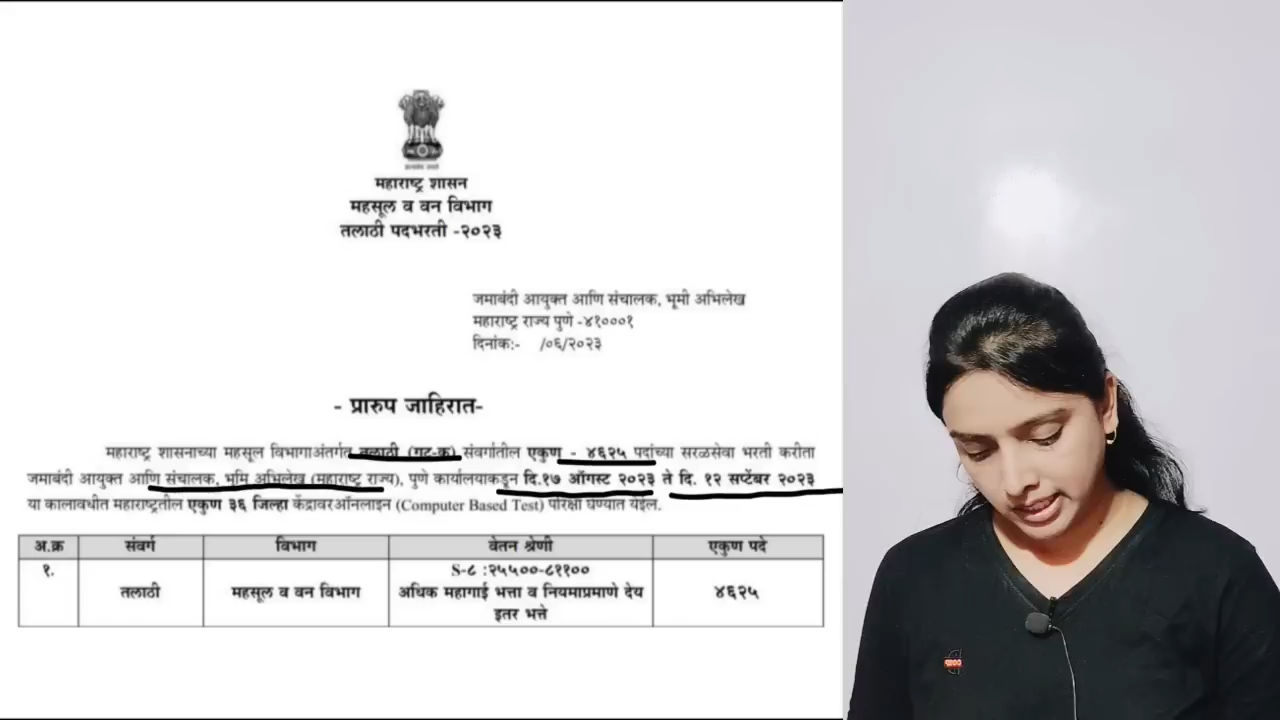 महाराष्ट्र शासन
महसूल व वन विभाग
तलाठी पदभरती -२०२३
जमाबंदी आयुक्त आणि संचालक, भूमी अभिलेख
महाराष्ट्र राज्य पुणे -४१०००१
दिनांक:- /०६/२०२३
- प्रारुप जाहिरात-
महाराष्ट्र शासनाच्या महसूल विभागाअंतर्गत तलाठी (गट-क) संवर्गातील एकुण - ४६२५ पदांच्या सरळसेवा भरती करीता
जमाबंदी आयुक्त आणि संचालक, भूमि अभिलेख (महाराष्ट्र राज्य), पुणे कार्यालयाकडून दि.१७ ऑगस्ट २०२३ ते दि. १२ सप्टेंबर २०२३
या कालावधीत महाराष्ट्रातील एकुण ३६ जिल्हा केंद्रावर ऑनलाईन (Computer Based Test) परिक्षा घेण्यात येईल.
अ.क्र संवर्ग विभाग वेतन श्रेणी एकुण पदे
१. तलाठी महसूल व वन विभाग S-८ :२५५००-८११०० ४६२५
अधिक महागाई भत्ता व नियमाप्रमाणे देय
इतर भत्ते